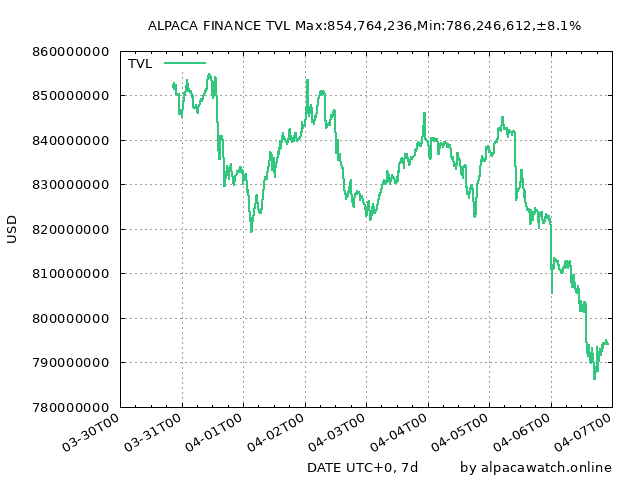 ALPACA FINANCE TVL Max:854,764,236,Min:786,246,612,±8.1%
860000000
TVL
850000000
840000000
830000000
USD
820000000
810000000
800000000
790000000
780000000
03-30T00 03-31T00 04-01T00 04-02T00 04-03T00 04-04T00 04-05T00 04-06T00 04-07T00
DATE UTC+0, 7d by alpacawatch.online